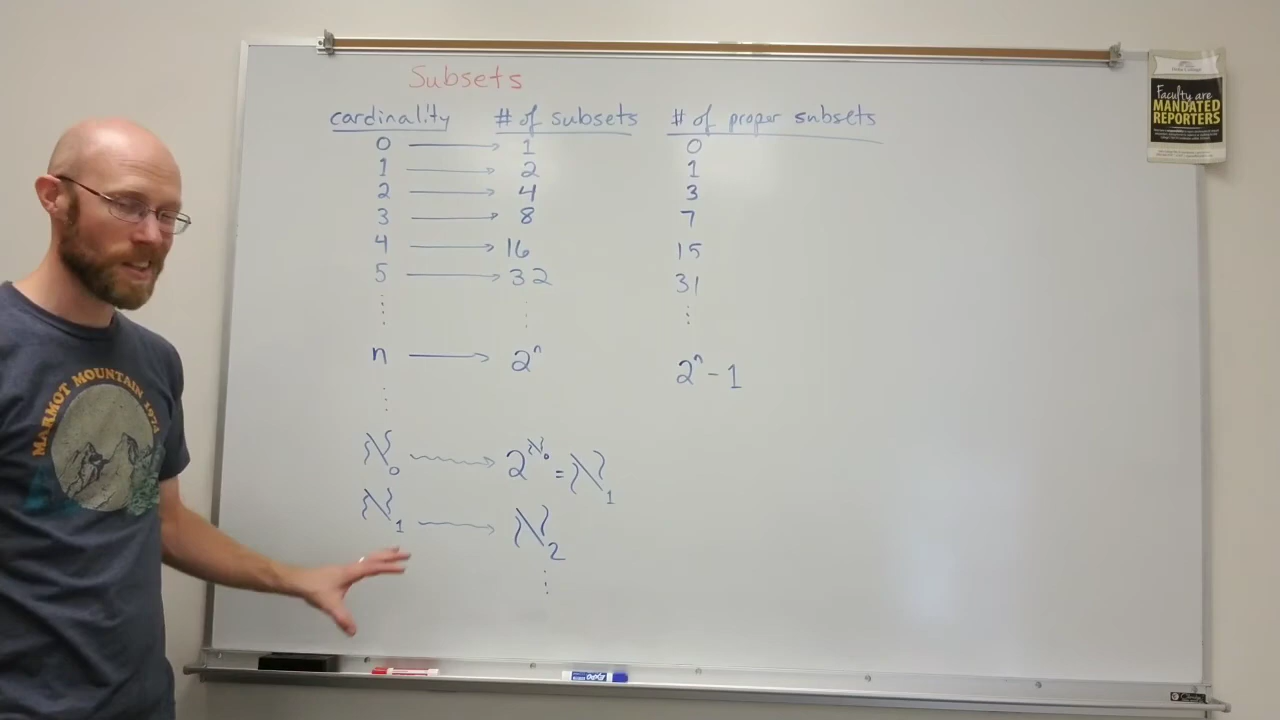 Subsets
cardinality # of subsets # of proper subsets
0 → 1 0
1 → 2 1
2 → 4 3
3 → 8 7
4 → 16 15
5 → 32 31
⋮ ⋮ ⋮
n → 2ⁿ 2ⁿ - 1
⋮
ℵ₀ → 2^ℵ₀ = ℵ₁
ℵ₁ → ℵ₂
⋮
MARMOT MOUNTAIN 1974
Faculty are
MANDATED
REPORTERS
EXPO